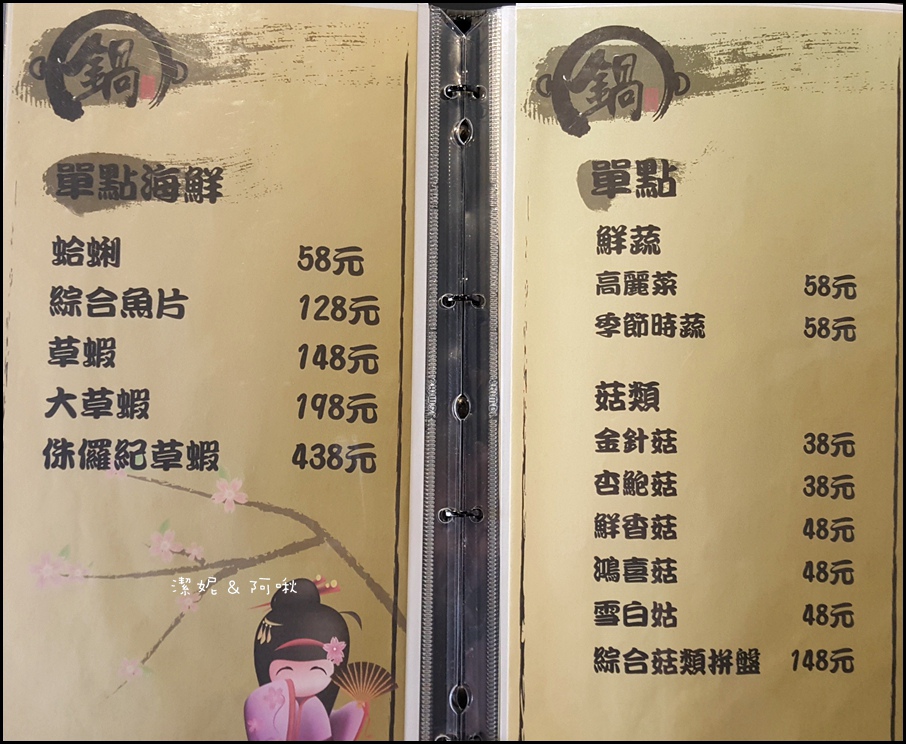 鍋
單點海鮮
蛤蜊 58元
綜合魚片 128元
草蝦 148元
大草蝦 198元
侏儸紀草蝦 438元
潔妮 & 阿啾
鍋
單點
鮮蔬
高麗菜 58元
季節時蔬 58元
菇類
金針菇 38元
杏鮑菇 38元
鮮香菇 48元
鴻喜菇 48元
雪白姑 48元
綜合菇類拼盤 148元